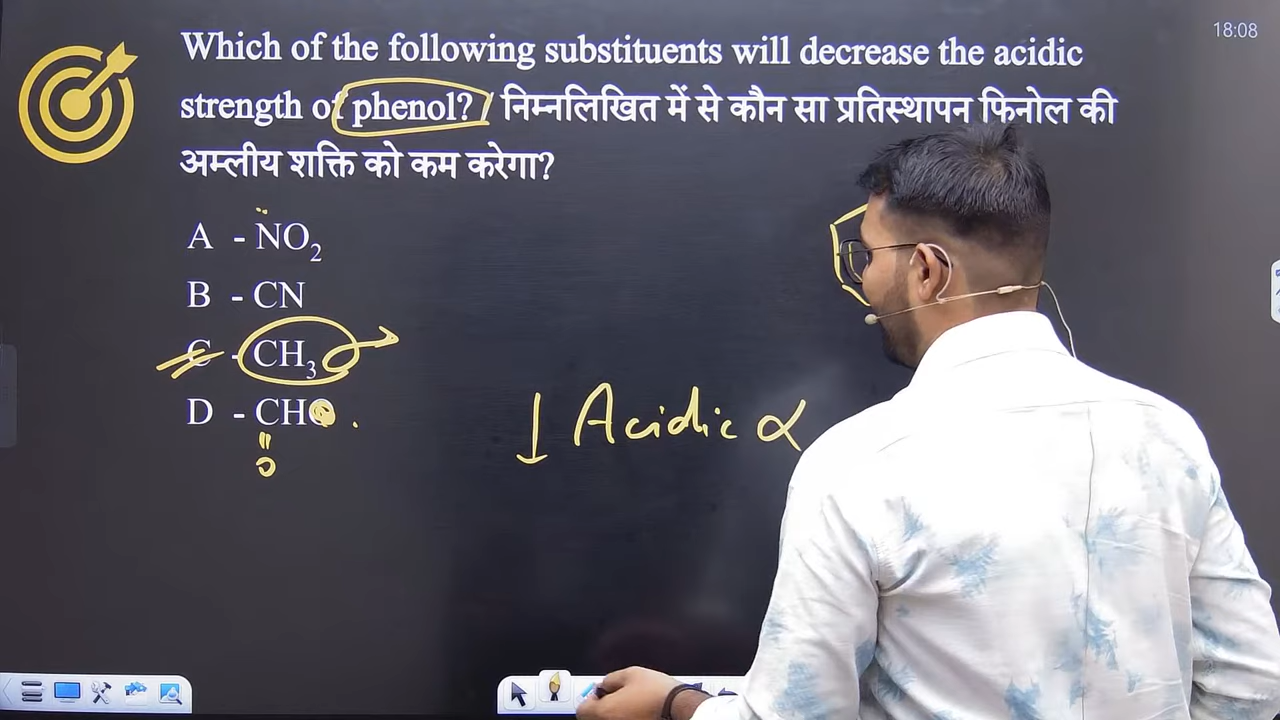 18:08
Which of the following substituents will decrease the acidic
strength of phenol? / निम्नलिखित में से कौन सा प्रतिस्थापन फिनोल की
अम्लीय शक्ति को कम करेगा?
A - NO2
B - CN
C - CH3
D - CHO
O
↓ Acidic ∝